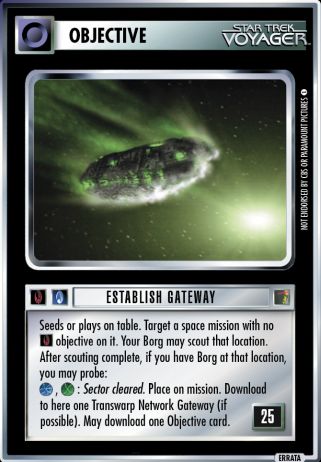 OBJECTIVE
STAR TREK
VOYAGER
NOT ENDORSED BY CBS OR PARAMOUNT PICTURES
ESTABLISH GATEWAY
Seeds or plays on table. Target a space mission with no
objective on it. Your Borg may scout that location.
After scouting complete, if you have Borg at that location,
you may probe:
, : Sector cleared. Place on mission. Download
to here one Transwarp Network Gateway (if
possible). May download one Objective card.
25
ERRATA